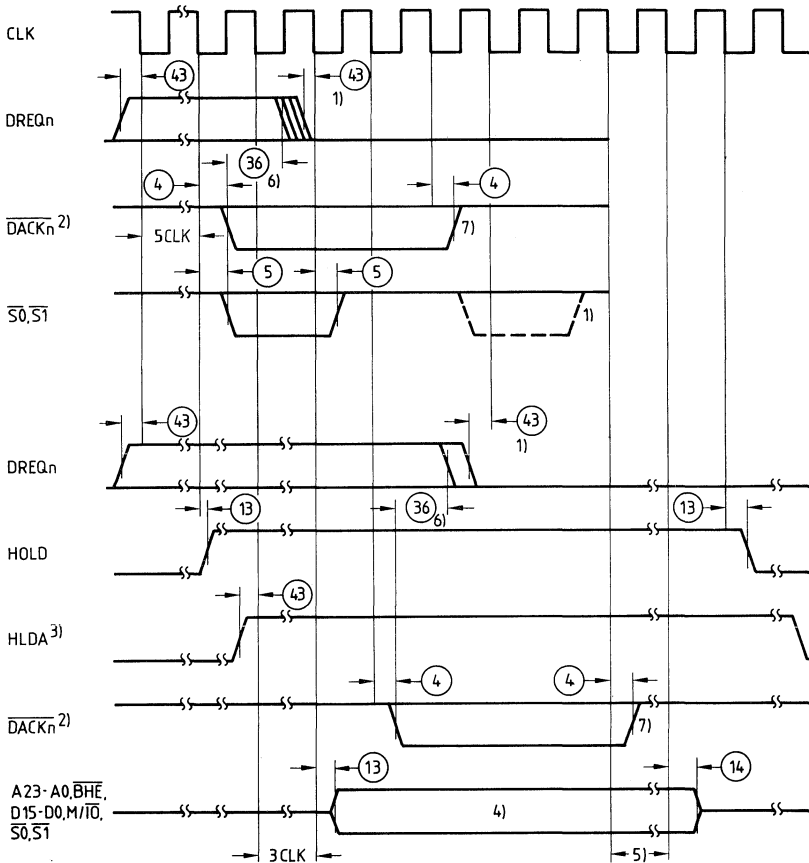 CLK
43
43
1)
DREQn
36
6)
4
4
DACKn 2)
7)
5CLK
5
5
S0,S1
1)
43
43
1)
DREQn
13
36
6)
13
HOLD
43
HLDA 3)
4
4
DACKn 2)
7)
13
14
A23-A0,BHE,
D15-D0,M/IO,
S0,S1
4)
3CLK
5)